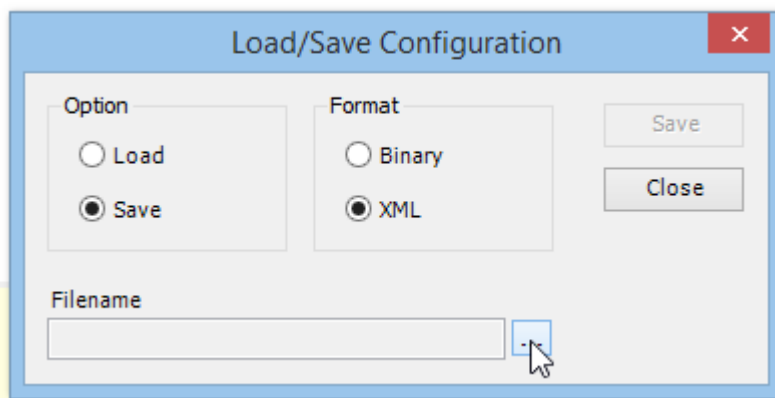 Load/Save Configuration
Option
Load
Save
Format
Binary
XML
Save
Close
Filename
...